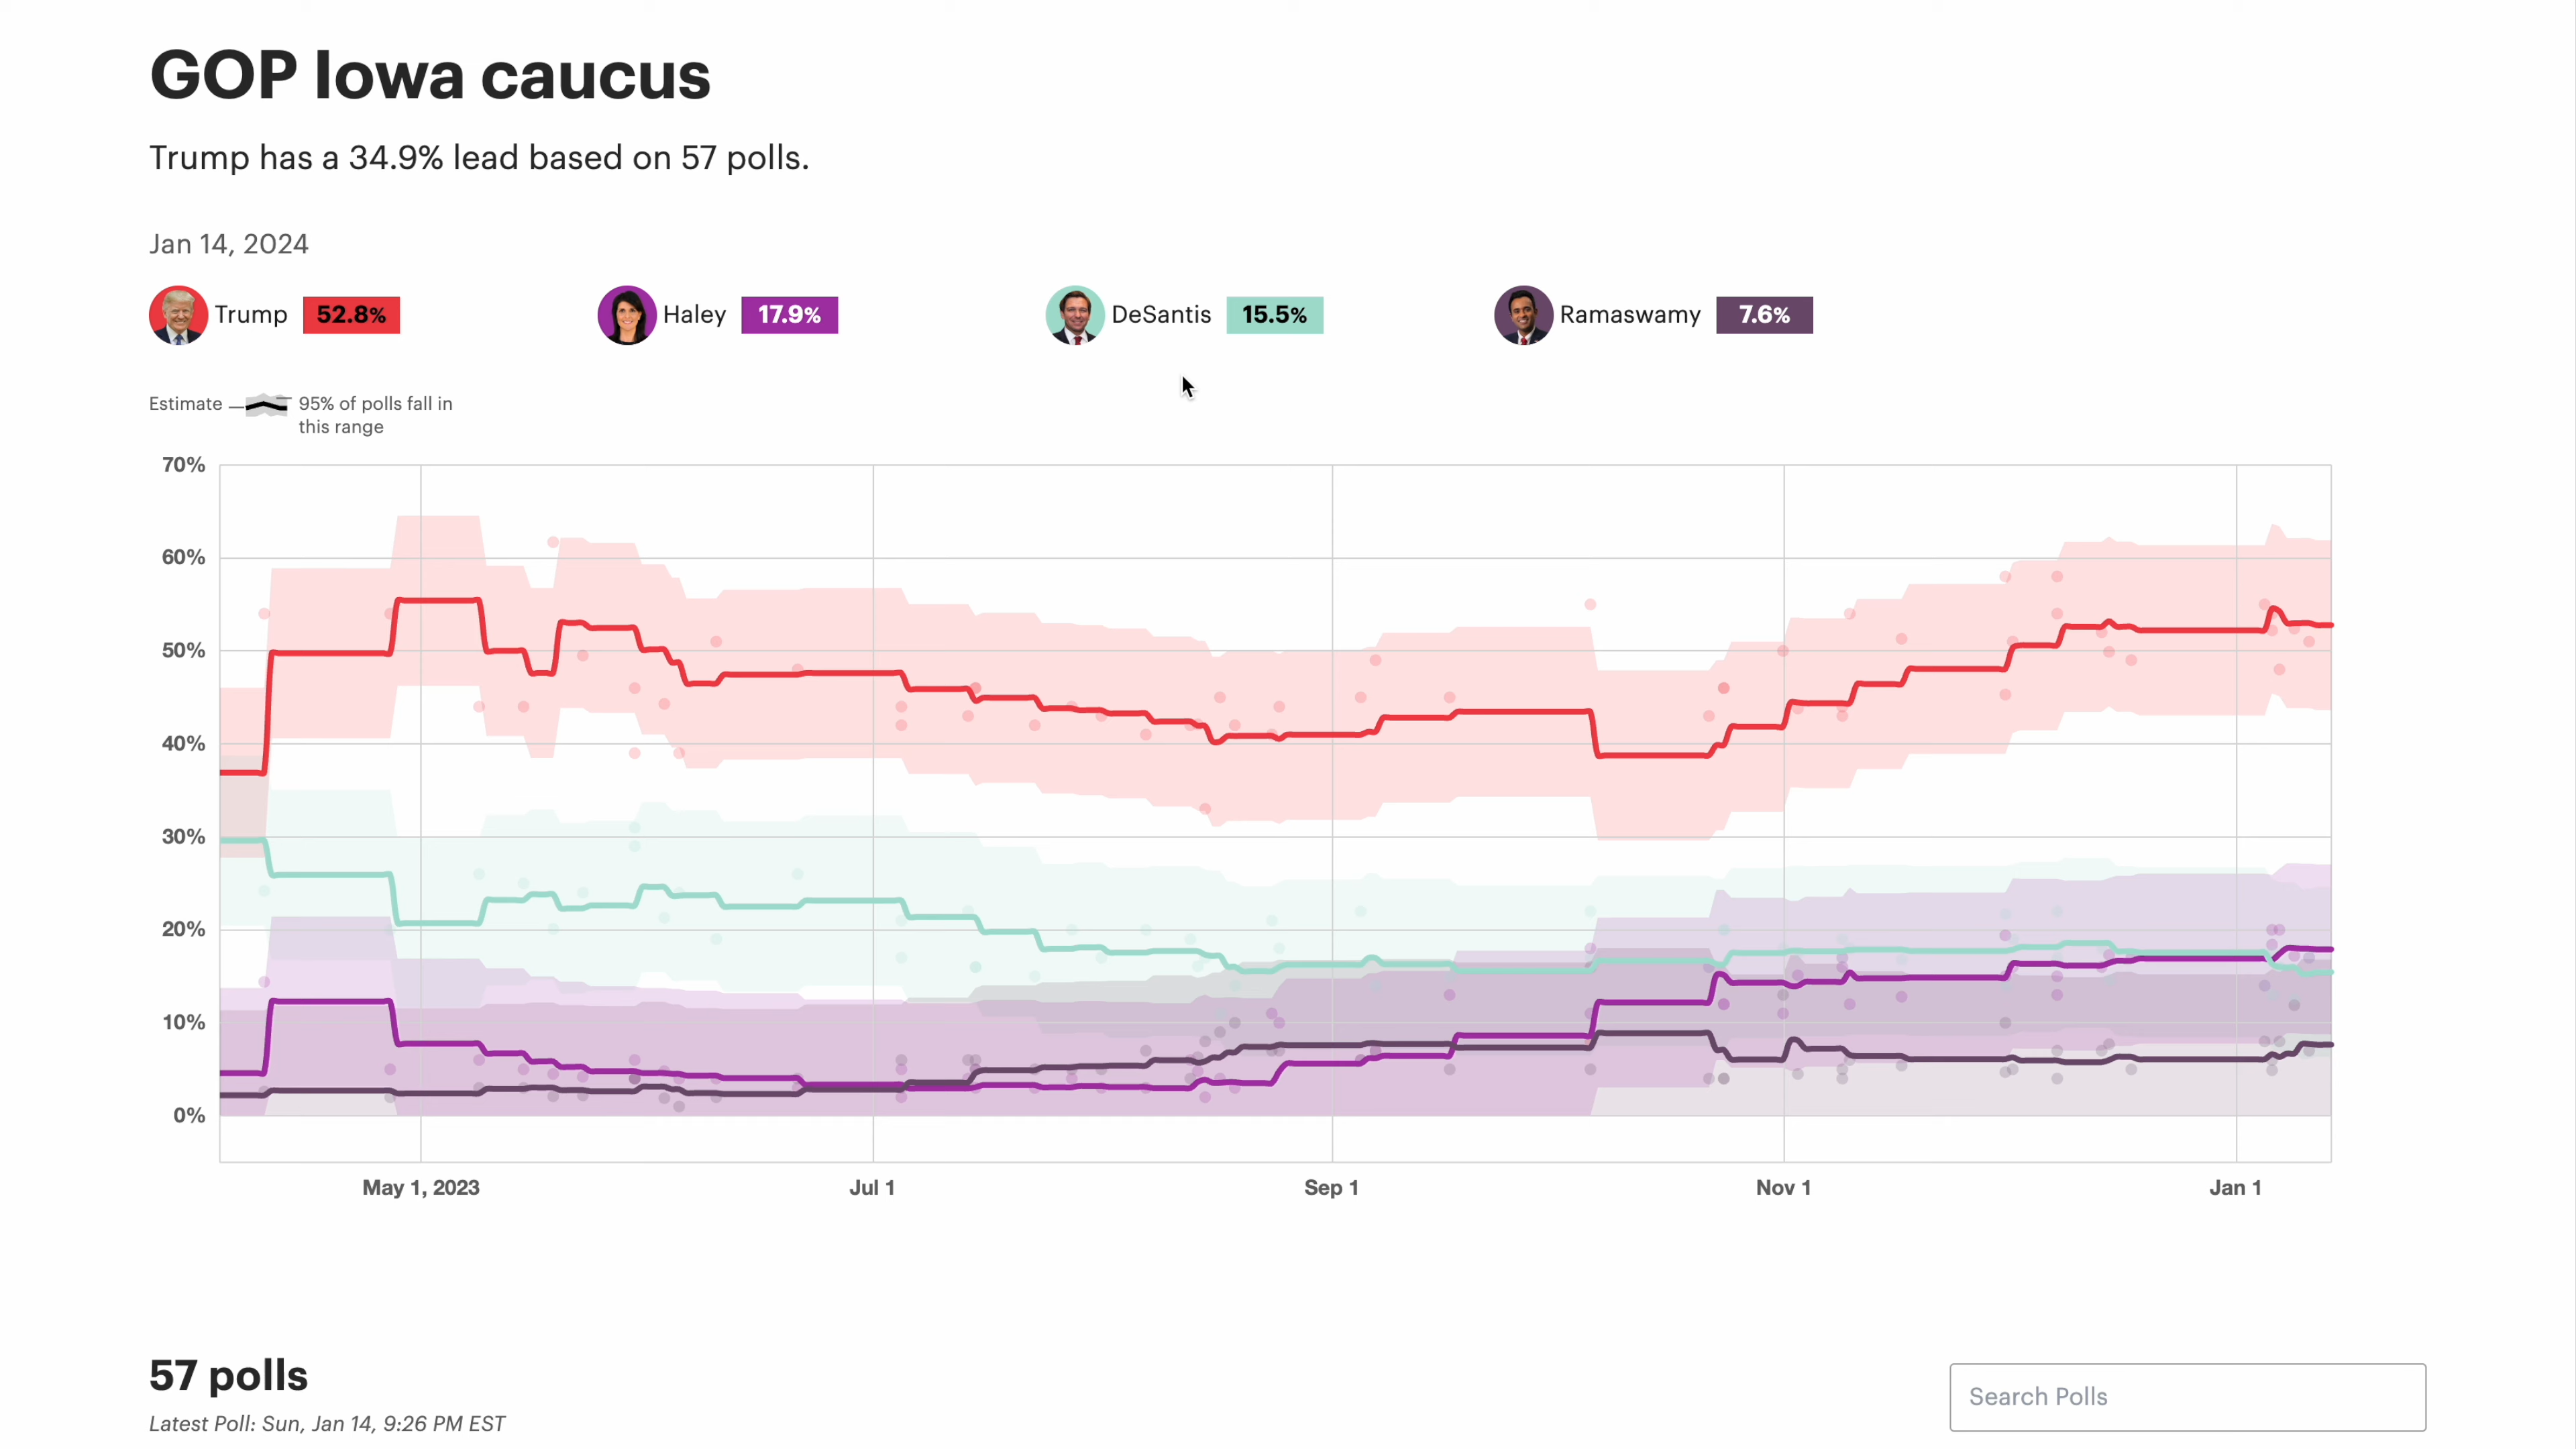 GOP Iowa caucus
Trump has a 34.9% lead based on 57 polls.
Jan 14, 2024
Trump 52.8% Haley 17.9% DeSantis 15.5% Ramaswamy 7.6%
Estimate 95% of polls fall in
this range
70%
60%
50%
40%
30%
20%
10%
0%
May 1, 2023 Jul 1 Sep 1 Nov 1 Jan 1
57 polls
Search Polls
Latest Poll: Sun, Jan 14, 9:26 PM EST